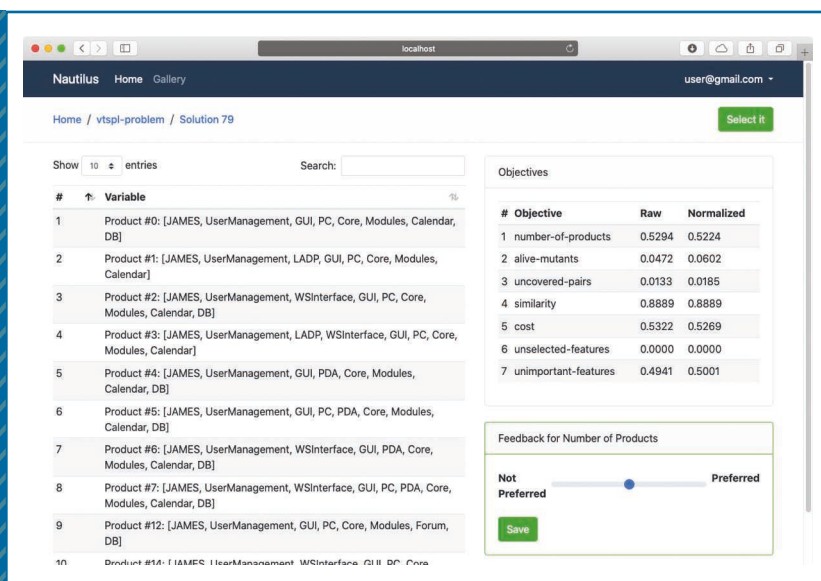 localhost
Nautilus Home Gallery user@gmail.com
Home / vtspl-problem / Solution 79 Select it
Show 10 entries Search:
# Variable
1 Product #0: [JAMES, UserManagement, GUI, PC, Core, Modules, Calendar,
DB]
2 Product #1: [JAMES, UserManagement, LADP, GUI, PC, Core, Modules,
Calendar]
3 Product #2: [JAMES, UserManagement, WSInterface, GUI, PC, Core,
Modules, Calendar, DB]
4 Product #3: [JAMES, UserManagement, LADP, WSInterface, GUI, PC, Core,
Modules, Calendar]
5 Product #4: [JAMES, UserManagement, GUI, PDA, Core, Modules,
Calendar, DB]
6 Product #5: [JAMES, UserManagement, GUI, PC, PDA, Core, Modules,
Calendar, DB]
7 Product #6: [JAMES, UserManagement, WSInterface, GUI, PDA, Core,
Modules, Calendar, DB]
8 Product #7: [JAMES, UserManagement, WSInterface, GUI, PC, PDA, Core,
Modules, Calendar, DB]
9 Product #12: [JAMES, UserManagement, GUI, PC, Core, Modules, Forum,
DB]
10 Product #14: [JAMES, UserManagement, WSInterface, GUI, PC, Core,
Objectives
# Objective Raw Normalized
1 number-of-products 0.5294 0.5224
2 alive-mutants 0.0472 0.0602
3 uncovered-pairs 0.0133 0.0185
4 similarity 0.8889 0.8889
5 cost 0.5322 0.5269
6 unselected-features 0.0000 0.0000
7 unimportant-features 0.4941 0.5001
Feedback for Number of Products
Not Preferred
Preferred
Save